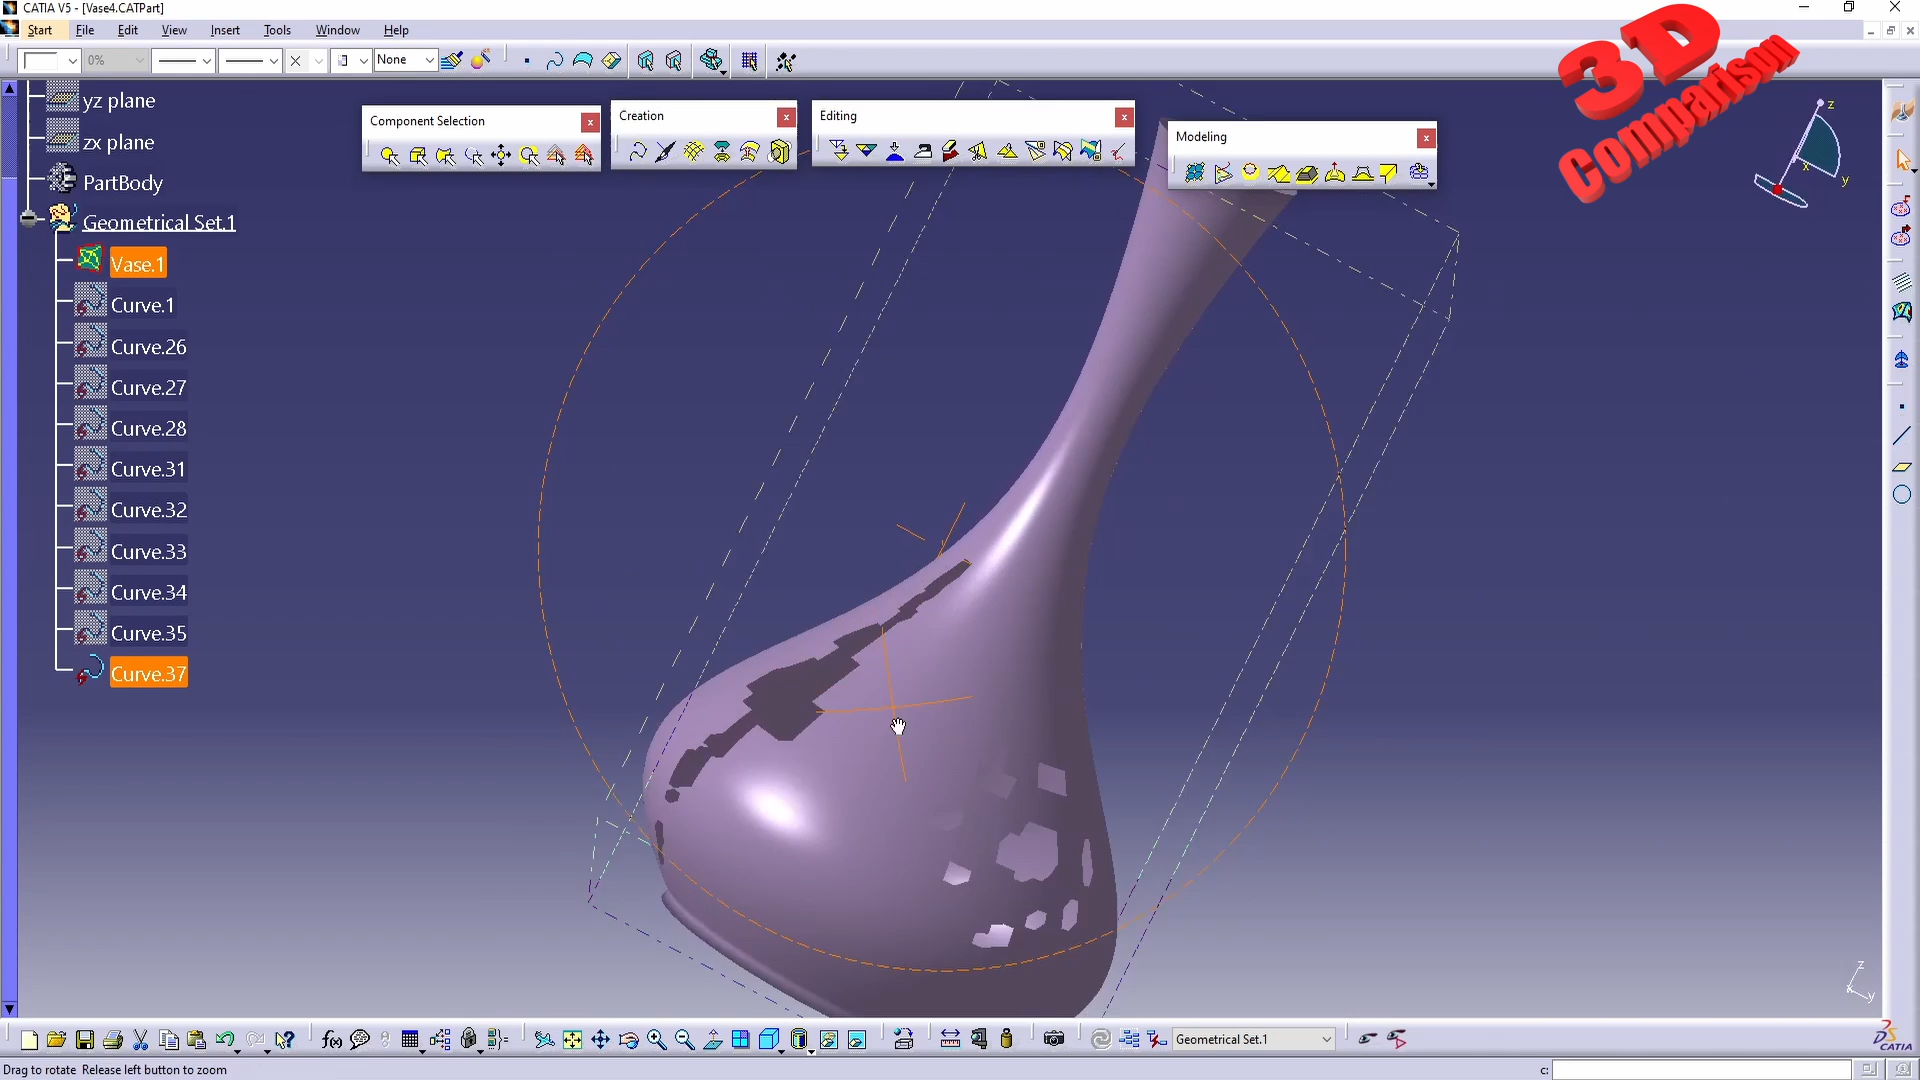 CATIA V5 - [Vase4.CATPart]
Start File Edit View Insert Tools Window Help
0% None
3D Comparison
yz plane
zx plane
PartBody
Geometrical Set.1
Vase.1
Curve.1
Curve.26
Curve.27
Curve.28
Curve.31
Curve.32
Curve.33
Curve.34
Curve.35
Curve.37
Component Selection
Creation
Editing
Modeling
z
x
y
z
x
y
f(x)
Geometrical Set.1
CATIA
Drag to rotate Release left button to zoom
c: